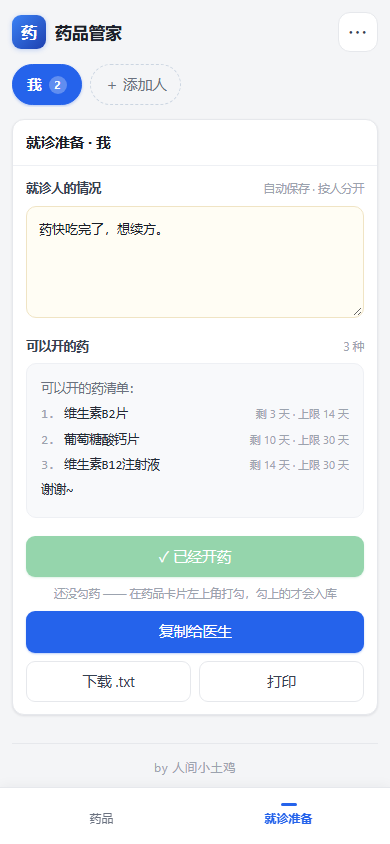 药 药品管家 ...
我 2 + 添加人
就诊准备 · 我
就诊人的情况 自动保存 · 按人分开
药快吃完了，想续方。
可以开的药 3 种
可以开的药清单：
1. 维生素B2片 剩 3 天 · 上限 14 天
2. 葡萄糖酸钙片 剩 10 天 · 上限 30 天
3. 维生素B12注射液 剩 14 天 · 上限 30 天
谢谢~
✓ 已经开药
还没勾药 —— 在药品卡片左上角打勾，勾上的才会入库
复制给医生
下载 .txt 打印
by 人间小土鸡
药品 就诊准备